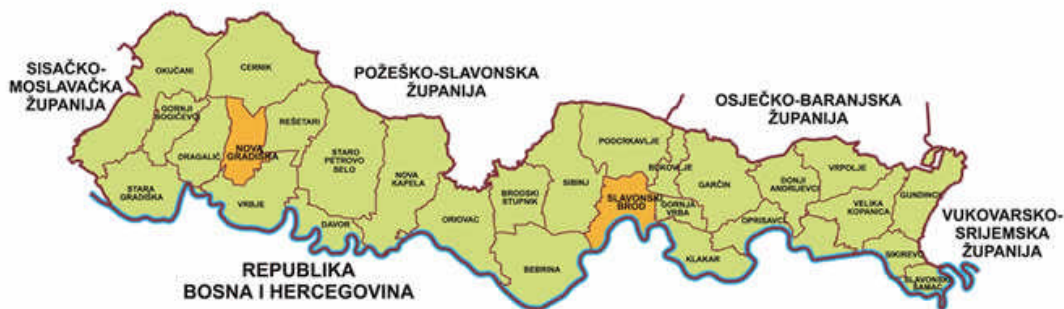 SISAČKO-
MOSLAVAČKA
ŽUPANIJA
POŽEŠKO-SLAVONSKA
ŽUPANIJA
OSJEČKO-BARANJSKA
ŽUPANIJA
VUKOVARSKO-
SRIJEMSKA
ŽUPANIJA
REPUBLIKA
BOSNA I HERCEGOVINA
OKUČANI
CERNIK
GORNJI
BOGIĆEVCI
REŠETARI
NOVA
GRADIŠKA
DRAGALIĆ
STARA
GRADIŠKA
VRBJE
STARO
PETROVO
SELO
DAVOR
NOVA
KAPELA
ORIOVAC
BRODSKI
STUPNIK
BEBRINA
SIBINJ
PODCRKAVLJE
SLAVONSKI
BROD
BUKOVLJE
GORNJA
VRBA
KLAKAR
GARČIN
OPRISAVCI
DONJI
ANDRIJEVCI
VRPOLJE
VELIKA
KOPANICA
GUNDINCI
SIKIREVCI
SLAVONSKI
ŠAMAC